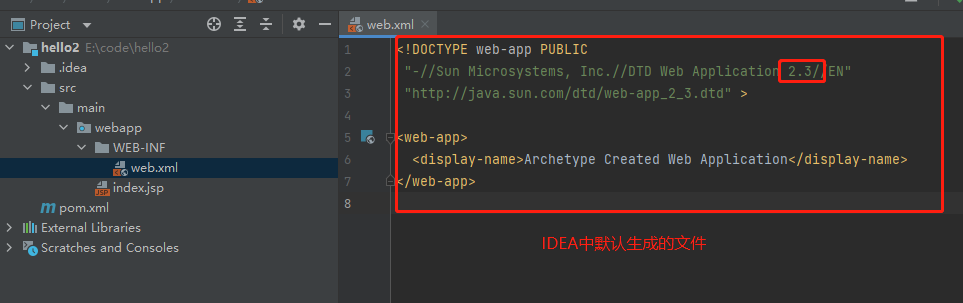 Project
hello2 E:\code\hello2
.idea
src
main
webapp
WEB-INF
web.xml
index.jsp
pom.xml
External Libraries
Scratches and Consoles
web.xml
1 <!DOCTYPE web-app PUBLIC
2 "-//Sun Microsystems, Inc.//DTD Web Application 2.3//EN"
3 "http://java.sun.com/dtd/web-app_2_3.dtd" >
4
5 <web-app>
6 <display-name>Archetype Created Web Application</display-name>
7 </web-app>
8
IDEA中默认生成的文件